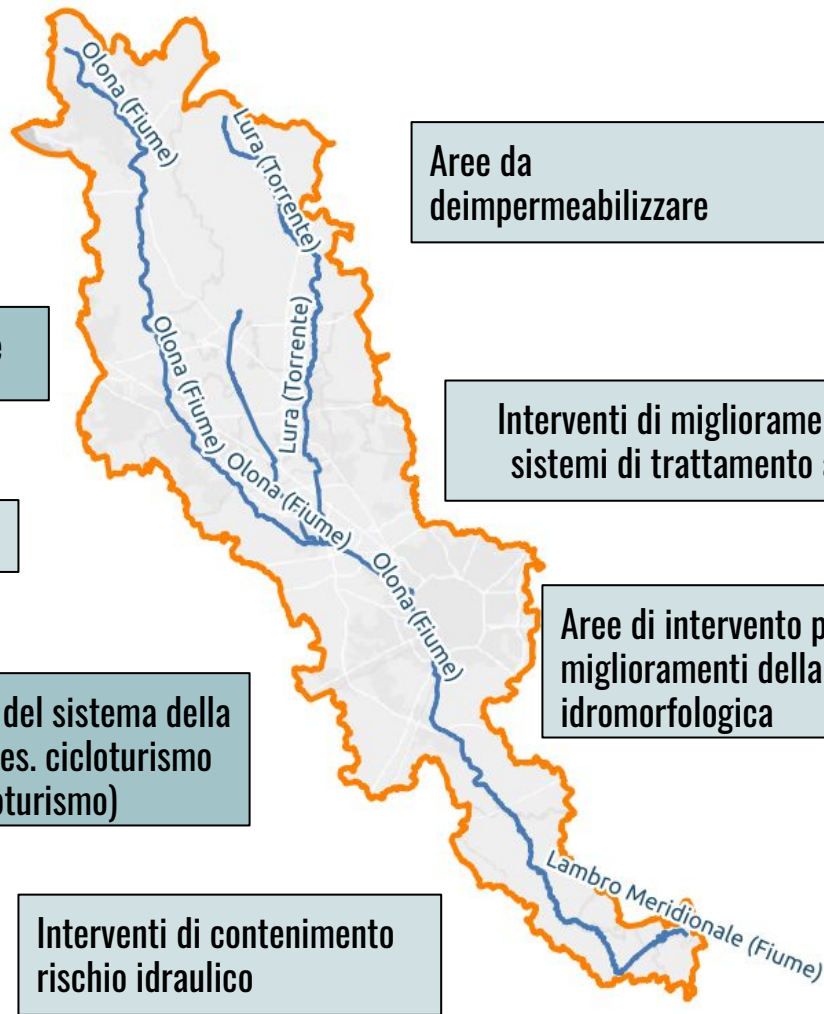 Olona (Fiume)
Lura (Torrente)
Aree da
deimpermeabilizzare
e
Olona (Fiume)
Lura (Torrente)
Olona (Fiume)
Interventi di migliorame
sistemi di trattamento a
Olona (Fiume)
Aree di intervento p
miglioramenti della
idromorfologica
del sistema della
es. cicloturismo
oturismo)
Lambro Meridionale (Fiume)
Interventi di contenimento
rischio idraulico